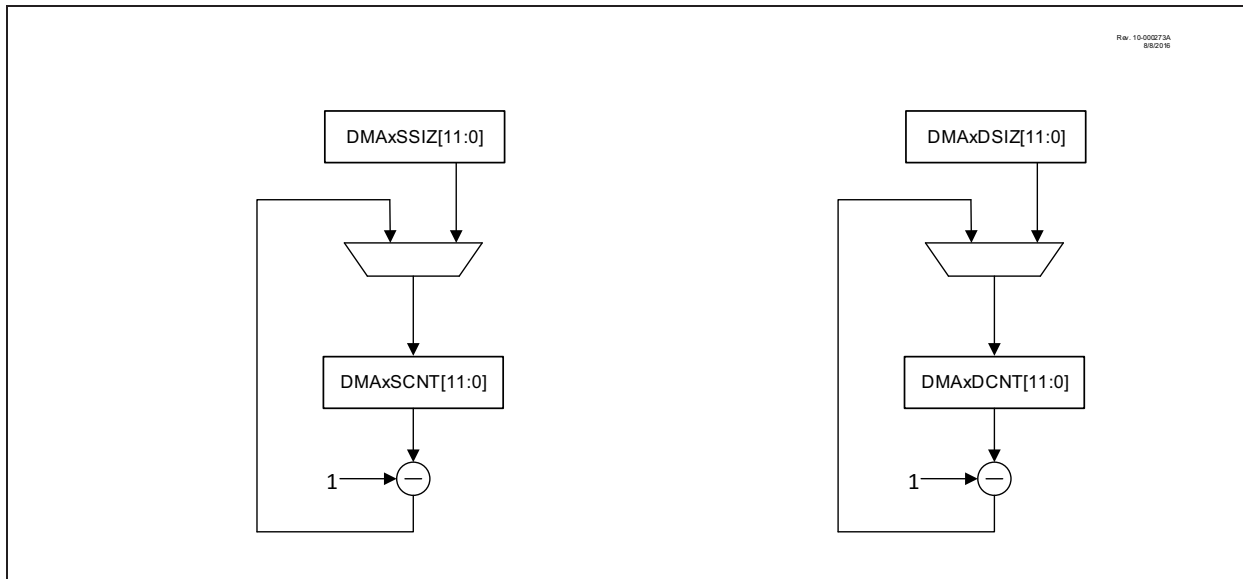 Rev. 10-000273A
8/8/2016
DMAxSSIZ[11:0]
DMAxDSIZ[11:0]
DMAxSCNT[11:0]
DMAxDCNT[11:0]
1
1